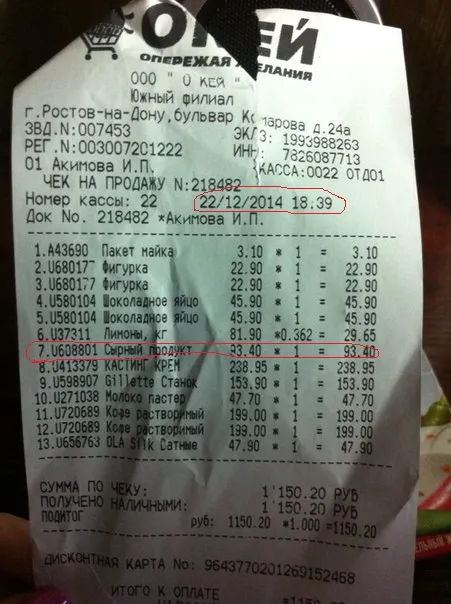 О'КЕЙ
ОПЕРЕЖАЯ ЖЕЛАНИЯ
ООО " О КЕЙ "
Южный филиал
г.Ростов-на-Дону,бульвар Комарова д.24а
ЗВД.N:007453 ЭКЛЗ: 1993988263
РЕГ.N:003007201222 ИНН: 7826087713
01 Акимова И.П. КАССА:0022 ОТД01
ЧЕК НА ПРОДАЖУ N:218482
Номер кассы: 22 22/12/2014 18:39
Док No. 218482 *Акимова И.П.
1.A43690 Пакет майка 3.10 * 1 = 3.10
2.U680177 Фигурка 22.90 * 1 = 22.90
3.U680177 Фигурка 22.90 * 1 = 22.90
4.U580104 Шоколадное яйцо 45.90 * 1 = 45.90
5.U580104 Шоколадное яйцо 45.90 * 1 = 45.90
6.U37311 Лимоны, кг 81.90 *0.362 = 29.65
7.U608801 Сырный продукт 93.40 * 1 = 93.40
8.U413379 КАСТИНГ КРЕМ 238.95 * 1 = 238.95
9.U598907 Gillette Станок 153.90 * 1 = 153.90
10.U271038 Молоко пастер 47.70 * 1 = 47.70
11.U720689 Кофе растворимый 199.00 * 1 = 199.00
12.U720689 Кофе растворимый 199.00 * 1 = 199.00
13.U656763 OLA Silk Сатные 47.90 * 1 = 47.90
СУММА ПО ЧЕКУ: 1'150.20 РУБ
ПОЛУЧЕНО НАЛИЧНЫМИ: 1'150.20 РУБ
ПОДИТОГ руб: 1150.20 *1.000 =1150.20
ДИСКОНТНАЯ КАРТА No: 9643770201269152468
ИТОГО К ОПЛАТЕ